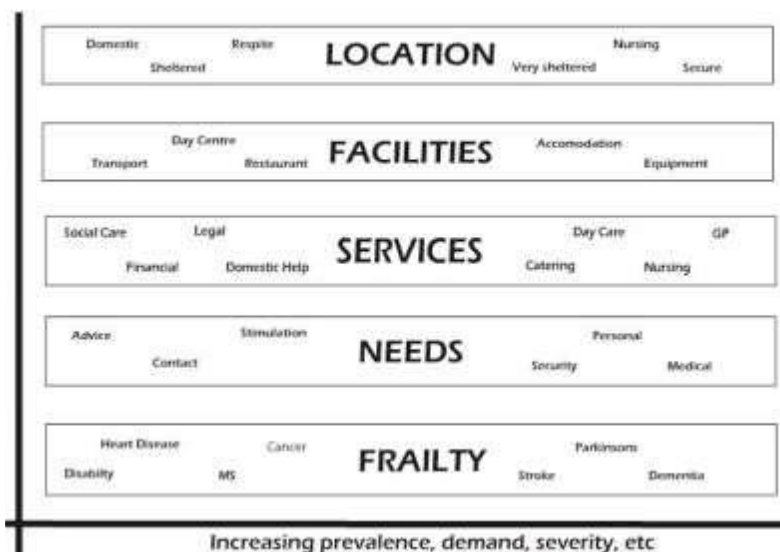 Domestic Respite LOCATION Nursing
Sheltered Very sheltered Secure
Day Centre FACILITIES Accomodation
Transport Restaurant Equipment
Social Care Legal SERVICES Day Care GP
Financial Domestic Help Catering Nursing
Advice Stimulation NEEDS Personal
Contact Security Medical
Heart Disease Cancer FRAILTY Parkinsons
Disabilty MS Stroke Dementia
Increasing prevalence, demand, severity, etc